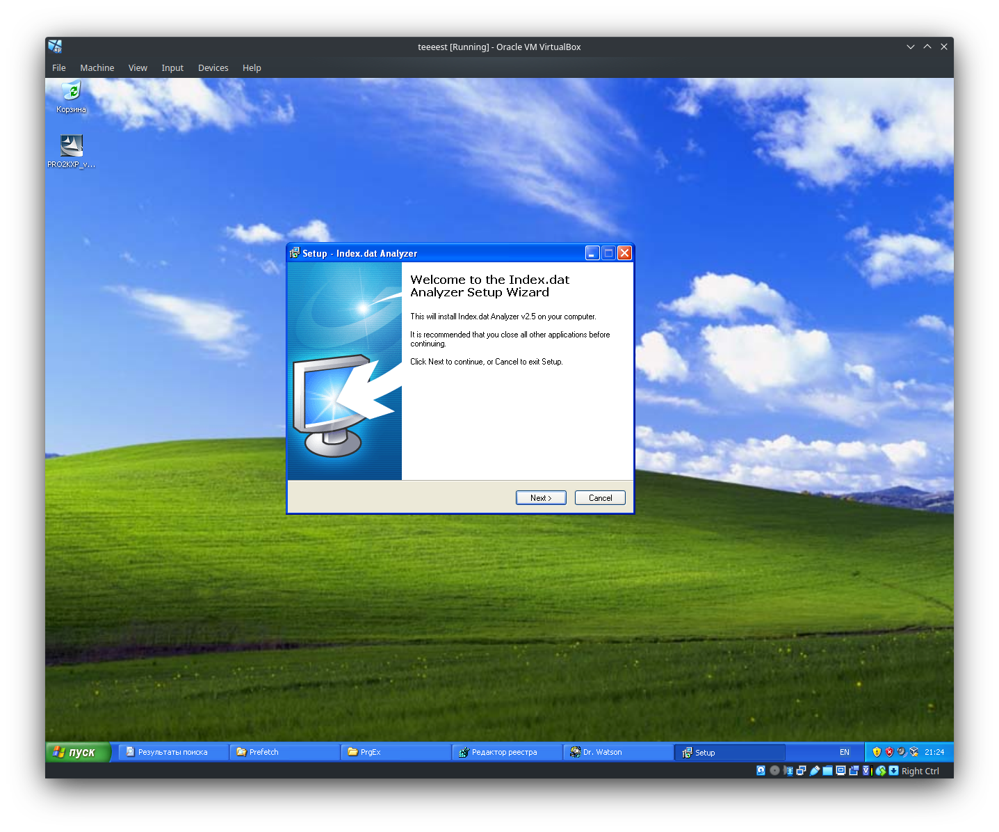 teeeest [Running] - Oracle VM VirtualBox
File Machine View Input Devices Help
Корзина
PRO2KXP_v...
Setup - Index.dat Analyzer
Welcome to the Index.dat
Analyzer Setup Wizard
This will install Index.dat Analyzer v2.5 on your computer.
It is recommended that you close all other applications before
continuing.
Click Next to continue, or Cancel to exit Setup.
Next >
Cancel
пуск
Результаты поиска
Prefetch
PrgEx
Редактор реестра
Dr. Watson
Setup
EN
21:24
Right Ctrl